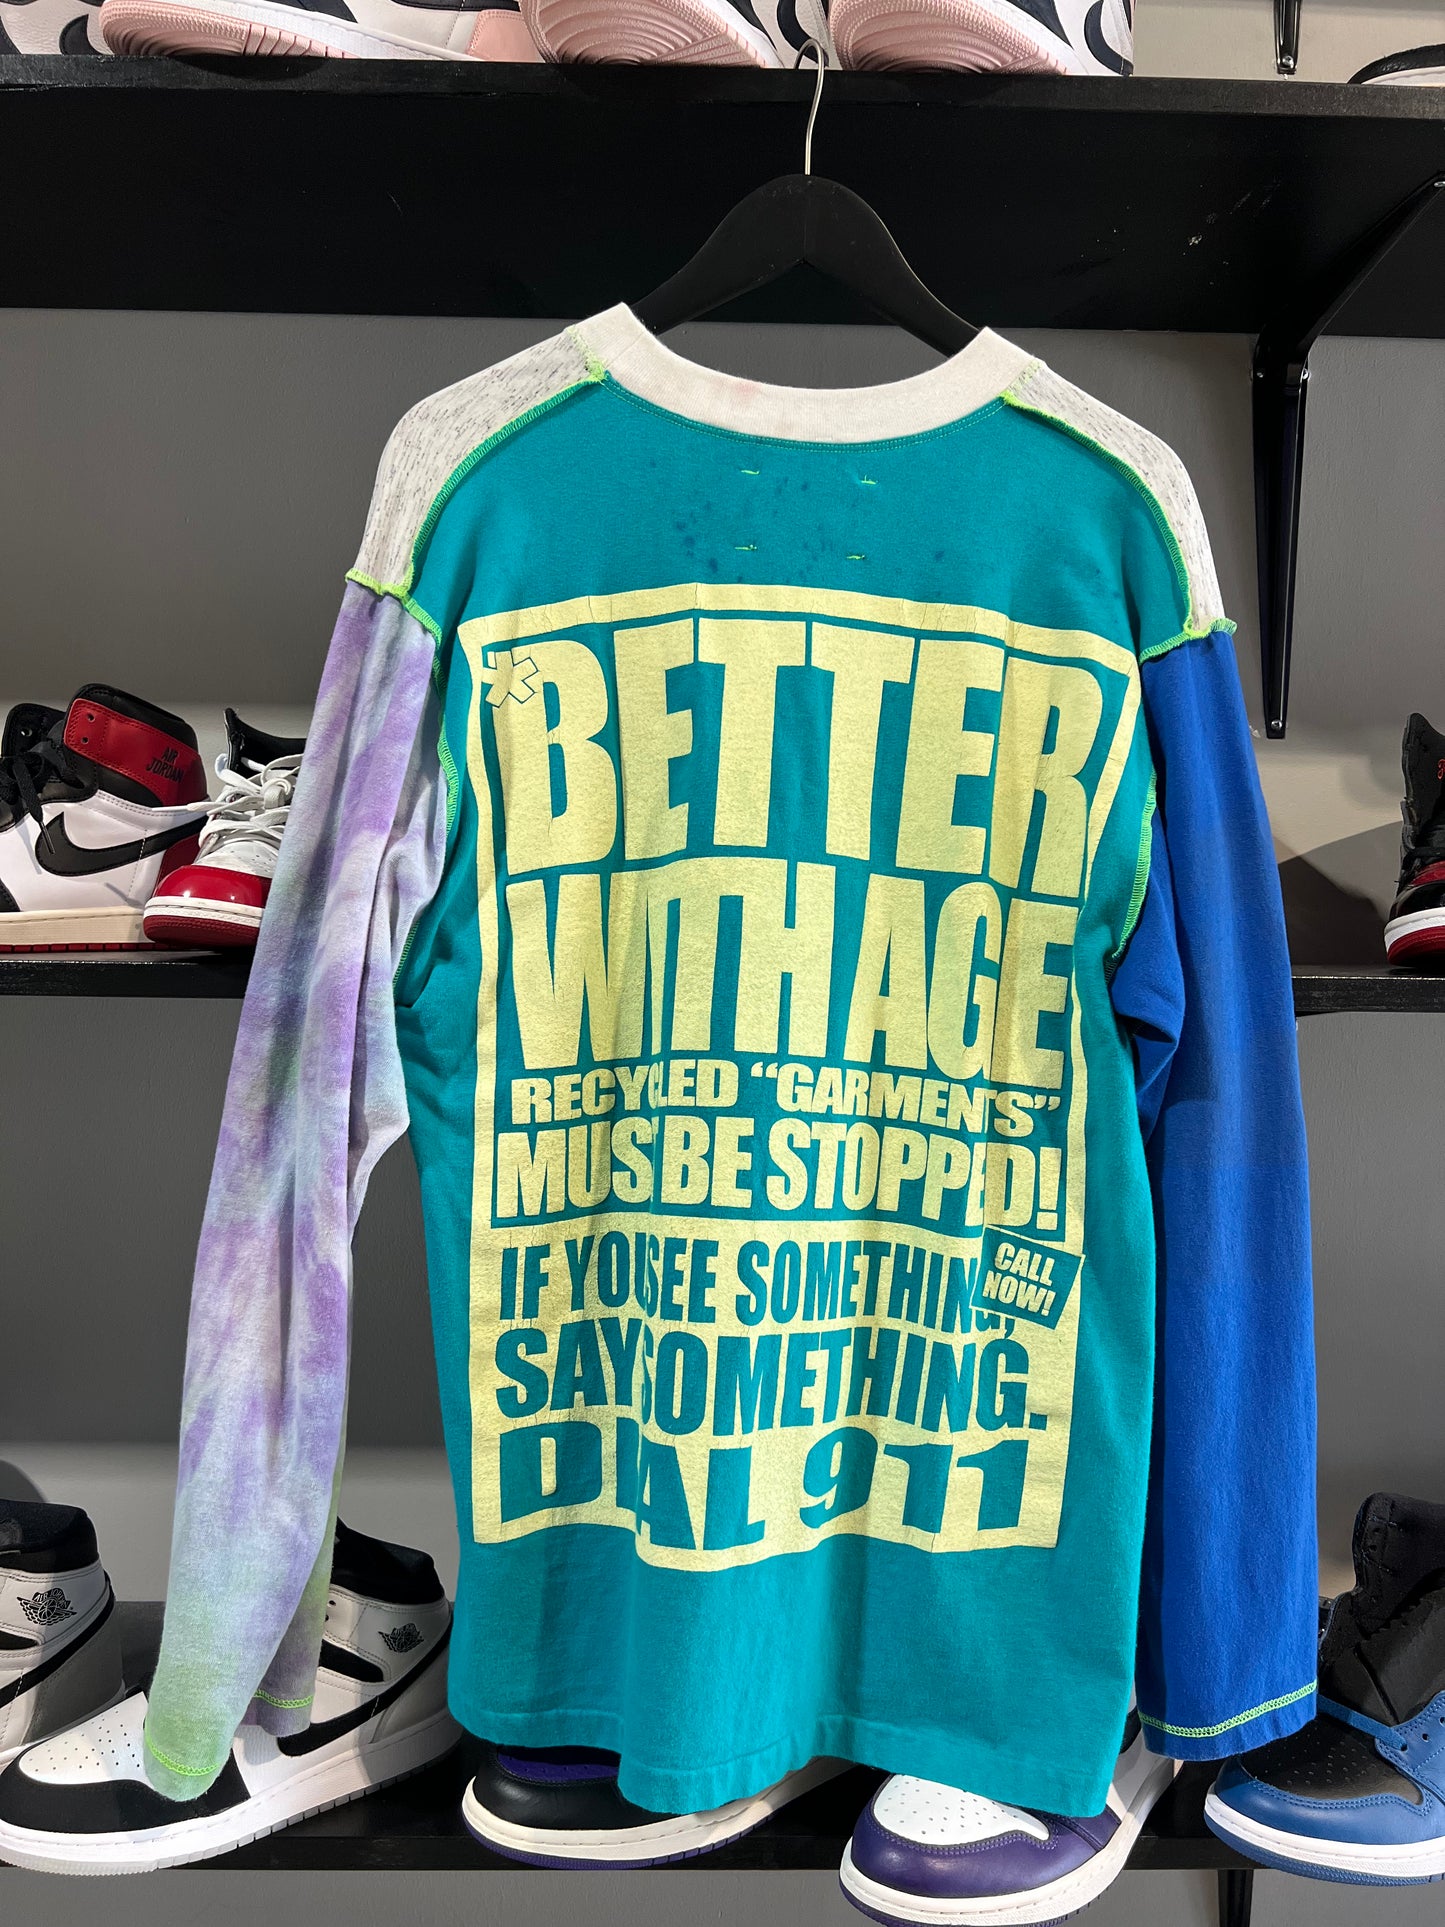 *BETTER
WITH AGE
RECYCLED “GARMENTS”
MUST BE STOPPED!
IF YOU SEE SOMETHING,
CALL
NOW!
SAY SOMETHING.
DIAL 911
AIR
JORDAN